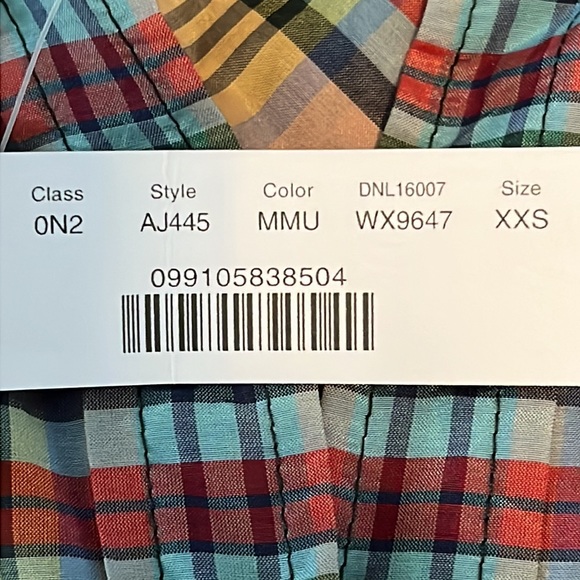 Class Style Color DNL16007 Size
0N2 AJ445 MMU WX9647 XXS
099105838504